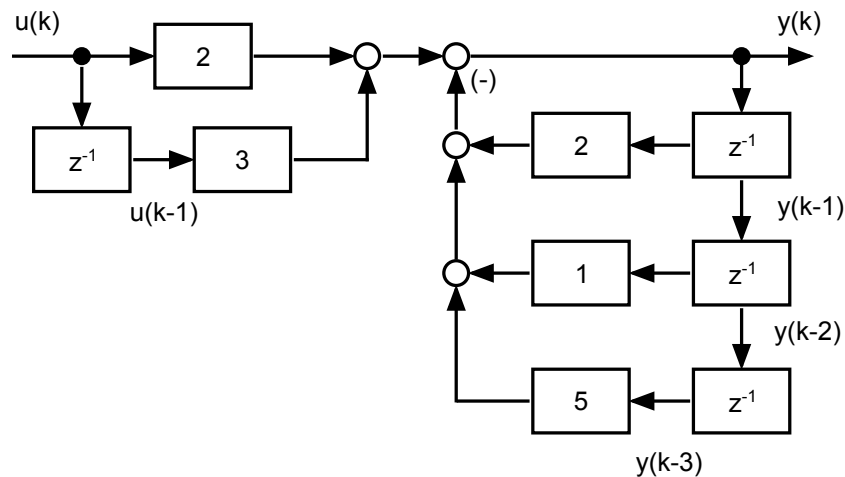 u(k)
y(k)
2
(-)
z⁻¹
3
2
z⁻¹
u(k-1)
y(k-1)
1
z⁻¹
y(k-2)
5
z⁻¹
y(k-3)